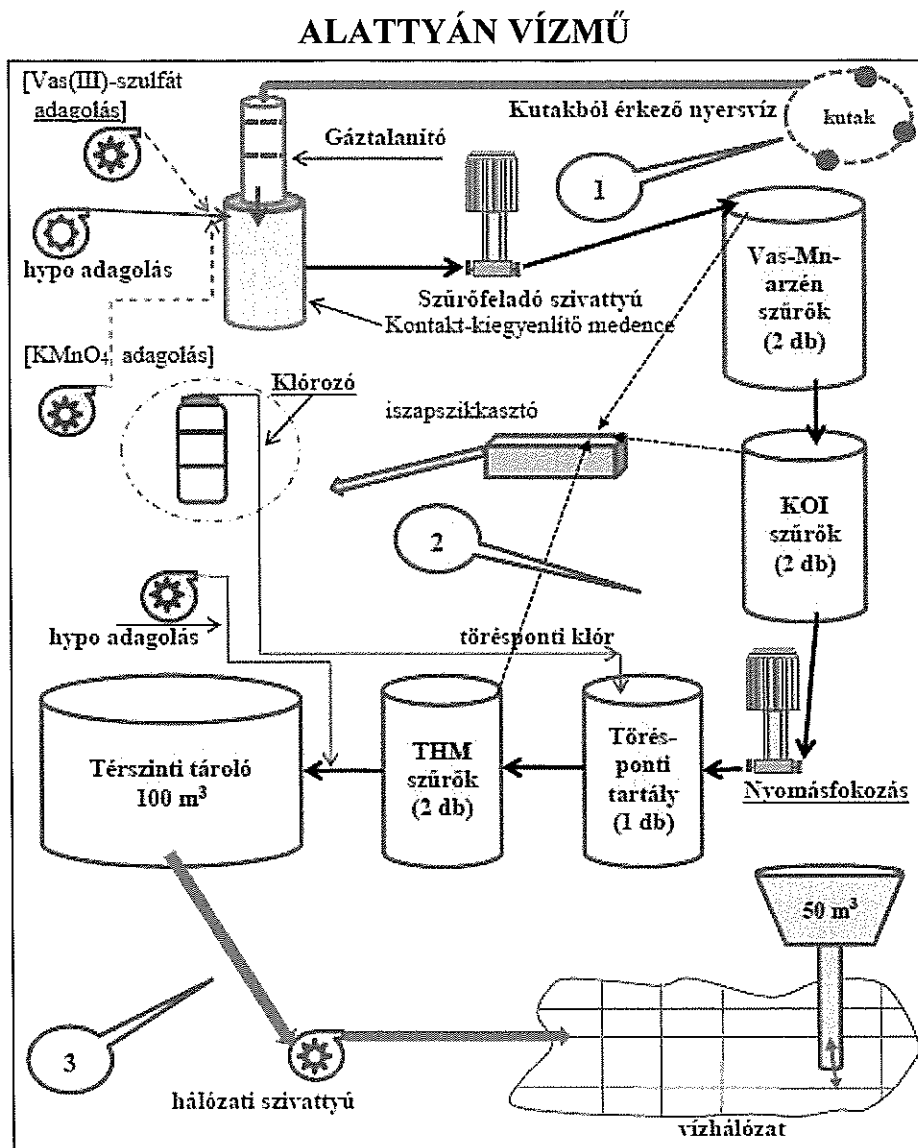 ALATTYÁN VÍZMŰ
[Vas(III)-szulfát
adagolás]
Kutakból érkező nyersvíz
kutak
Gáztalanító
1
hypo adagolás
Szűrőfeladó szivattyú
Kontakt-kiegyenlítő medence
Vas-Mn-
arzén
szűrők
(2 db)
[KMnO4 adagolás]
Klórozó
iszapszikkasztó
KOI
szűrők
(2 db)
2
hypo adagolás
törésponti klór
Térszinti tároló
100 m³
THM
szűrők
(2 db)
Törés-
ponti
tartály
(1 db)
Nyomásfokozás
50 m³
3
hálózati szivattyú
vízhálózat